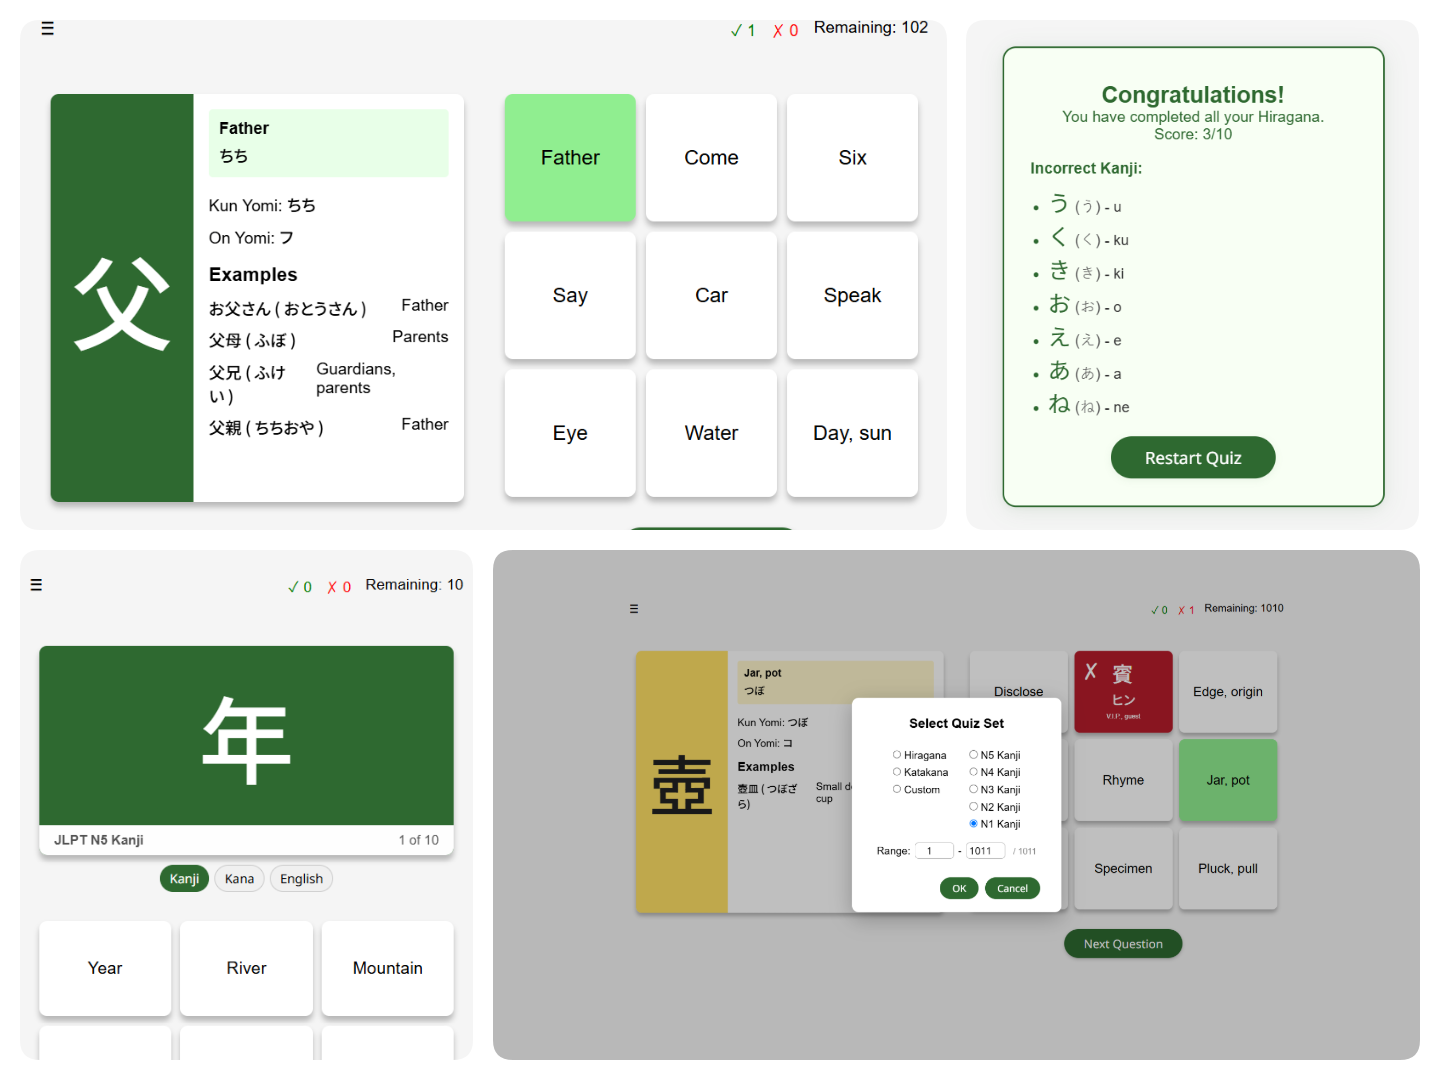 ☰
✓ 1 ✗ 0 Remaining: 102
父
Father
ちち
Kun Yomi: ちち
On Yomi: フ
Examples
お父さん ( おとうさん ) Father
父母 ( ふぼ ) Parents
父兄 ( ふけ Guardians,
い ) parents
父親 ( ちちおや ) Father
Father Come Six
Say Car Speak
Eye Water Day, sun
Congratulations!
You have completed all your Hiragana.
Score: 3/10
Incorrect Kanji:
• う (う) - u
• く (く) - ku
• き (き) - ki
• お (お) - o
• え (え) - e
• あ (あ) - a
• ね (ね) - ne
Restart Quiz
☰
✓ 0 ✗ 0 Remaining: 10
年
JLPT N5 Kanji 1 of 10
Kanji Kana English
Year River Mountain
☰
✓ 0 ✗ 1 Remaining: 1010
壺
Jar, pot
つぼ
Kun Yomi: つぼ
On Yomi: コ
Examples
壺皿 ( つぼざ Small d
ら) cup
Disclose
✗ 賓
ヒン
V.I.P., guest
Edge, origin
Rhyme Jar, pot
Specimen Pluck, pull
Next Question
Select Quiz Set
Hiragana N5 Kanji
Katakana N4 Kanji
Custom N3 Kanji
N2 Kanji
N1 Kanji
Range: 1 - 1011 / 1011
OK Cancel